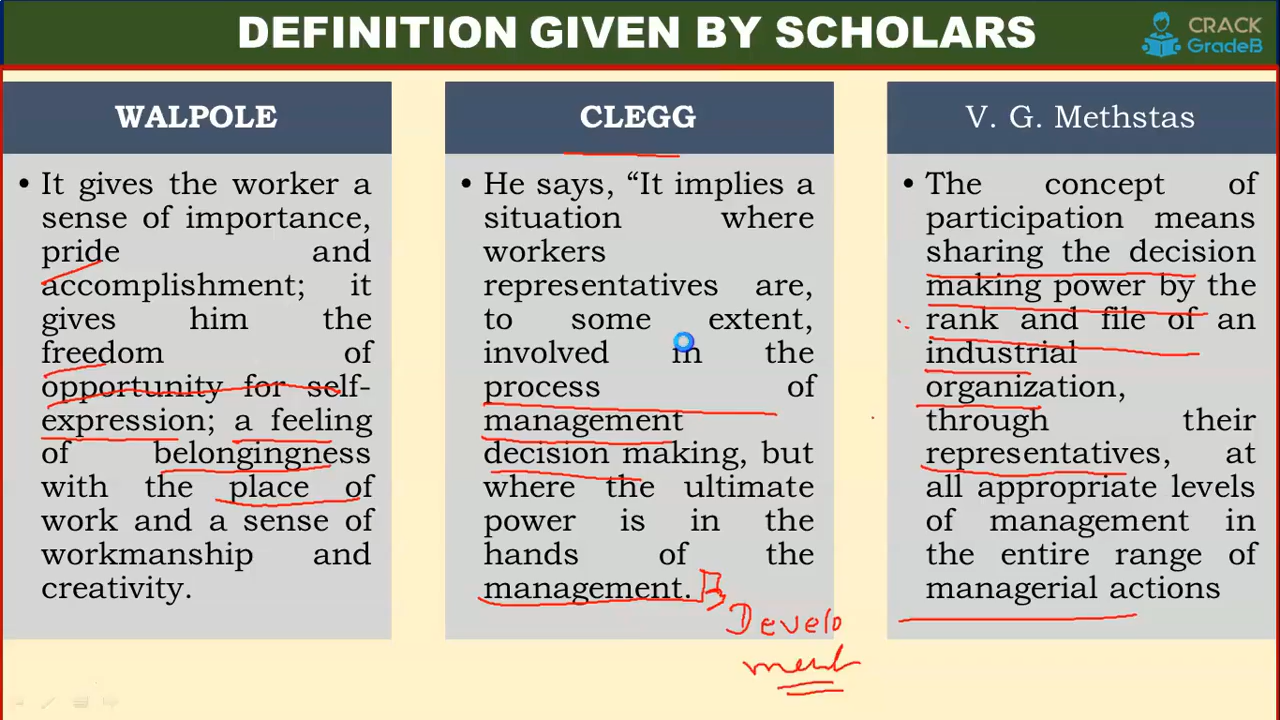 DEFINITION GIVEN BY SCHOLARS
CRACK
GradeB
WALPOLE
• It gives the worker a
sense of importance,
pride and
accomplishment; it
gives him the
freedom of
opportunity for self-
expression; a feeling
of belongingness
with the place of
work and a sense of
workmanship and
creativity.
CLEGG
• He says, “It implies a
situation where
workers
representatives are,
to some extent,
involved in the
process of
management
decision making, but
where the ultimate
power is in the
hands of the
management.
Develo
ment
V. G. Methstas
• The concept of
participation means
sharing the decision
making power by the
rank and file of an
industrial
organization,
through their
representatives, at
all appropriate levels
of management in
the entire range of
managerial actions